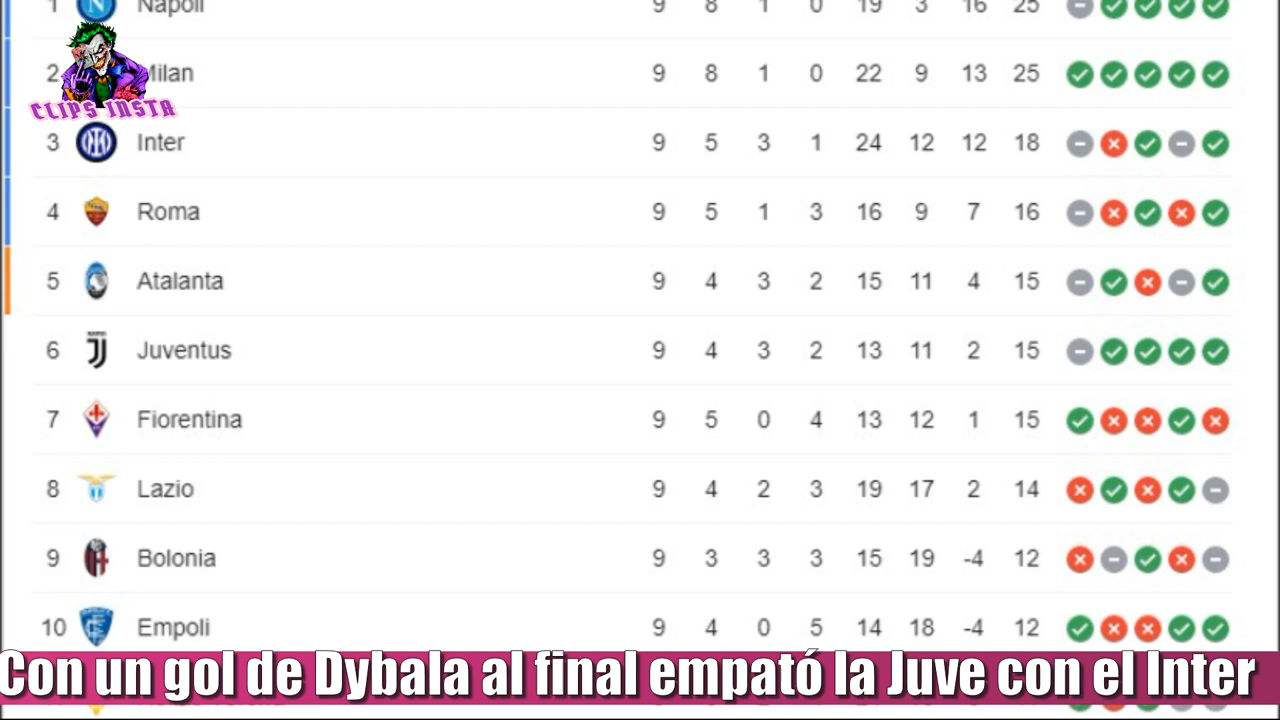 1 Napoli 9 8 1 0 19 3 16 25
2 Milan 9 8 1 0 22 9 13 25
CLIPS INSTA
3 Inter 9 5 3 1 24 12 12 18
4 Roma 9 5 1 3 16 9 7 16
5 Atalanta 9 4 3 2 15 11 4 15
6 Juventus 9 4 3 2 13 11 2 15
7 Fiorentina 9 5 0 4 13 12 1 15
8 Lazio 9 4 2 3 19 17 2 14
9 Bolonia 9 3 3 3 15 19 -4 12
10 Empoli 9 4 0 5 14 18 -4 12
Con un gol de Dybala al final empató la Juve con el Inter